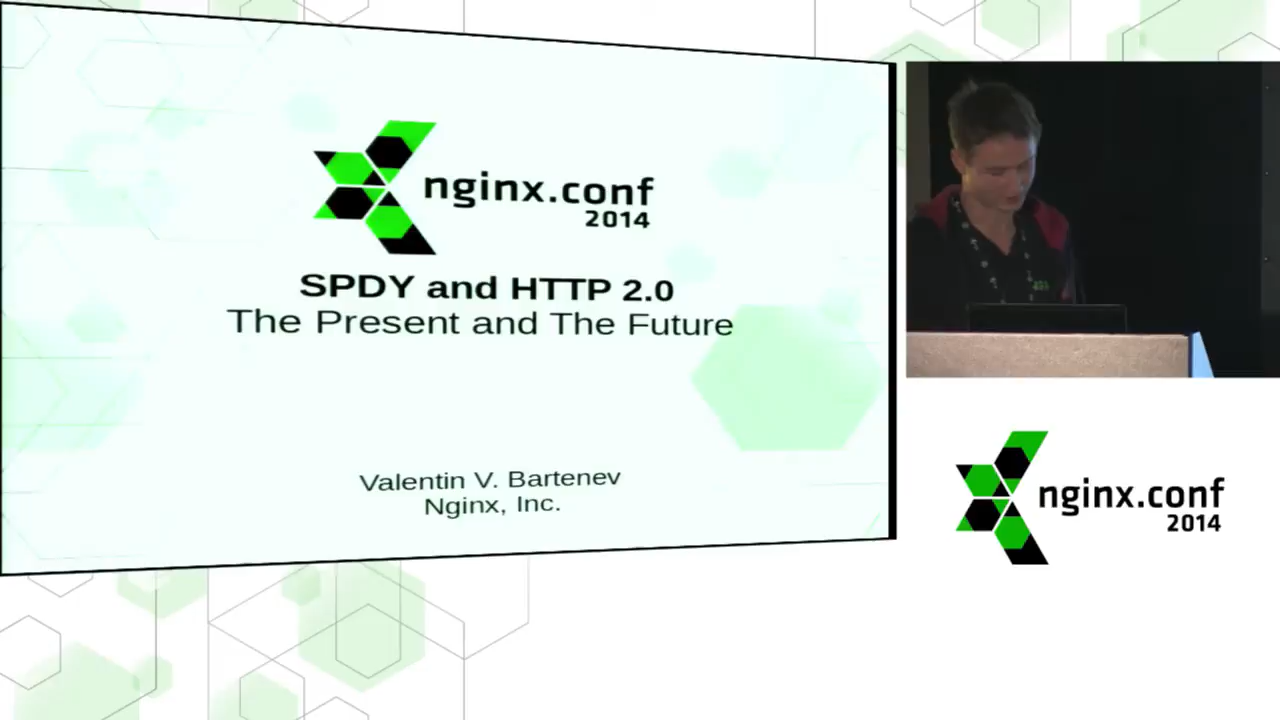 nginx.conf
2014
SPDY and HTTP 2.0
The Present and The Future
Valentin V. Bartenev
Nginx, Inc.
nginx.conf
2014